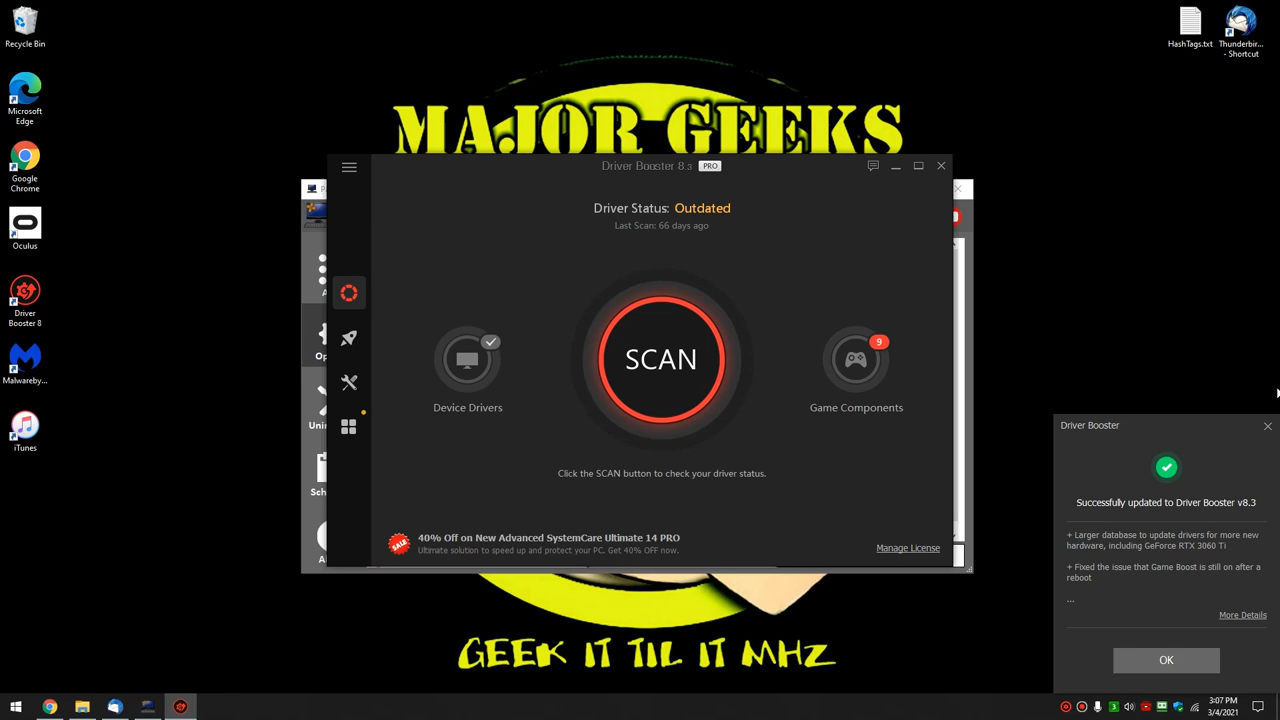 Recycle Bin
Microsoft
Edge
Google
Chrome
Oculus
Driver
Booster 8
Malwareby...
iTunes
HashTags.txt
Thunderbir...
- Shortcut
MAJOR GEEKS
Driver Booster 8.3 PRO
Driver Status: Outdated
Last Scan: 66 days ago
SCAN
Device Drivers
9
Game Components
Click the SCAN button to check your driver status.
SALE
40% Off on New Advanced SystemCare Ultimate 14 PRO
Ultimate solution to speed up and protect your PC. Get 40% OFF now.
Manage License
GEEK IT TIL IT MHZ
Driver Booster
Successfully updated to Driver Booster v8.3
+ Larger database to update drivers for more new
hardware, including GeForce RTX 3060 Ti
+ Fixed the issue that Game Boost is still on after a
reboot
...
More Details
OK
3
3:07 PM
3/4/2021